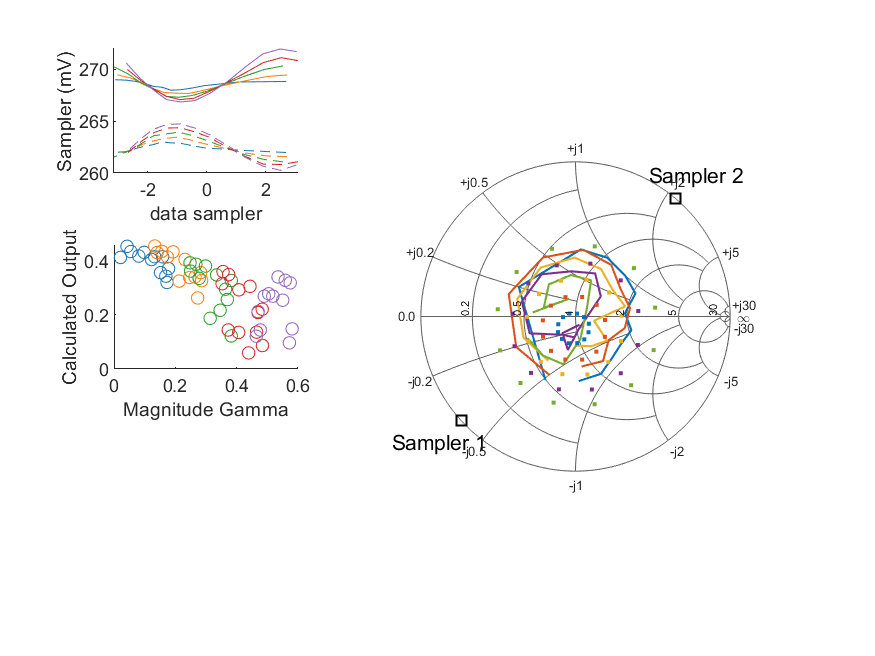 270
265
260
Sampler (mV)
-2
0
2
data sampler
0.4
0.2
0
Calculated Output
0
0.2
0.4
0.6
Magnitude Gamma
+j1
+j0.5
+j2
Sampler 2
+j0.2
+j5
0.0
0.2
0.5
1
2
5
30
+j30
∞
-j30
-j0.2
-j5
Sampler 1
-j0.5
-j2
-j1